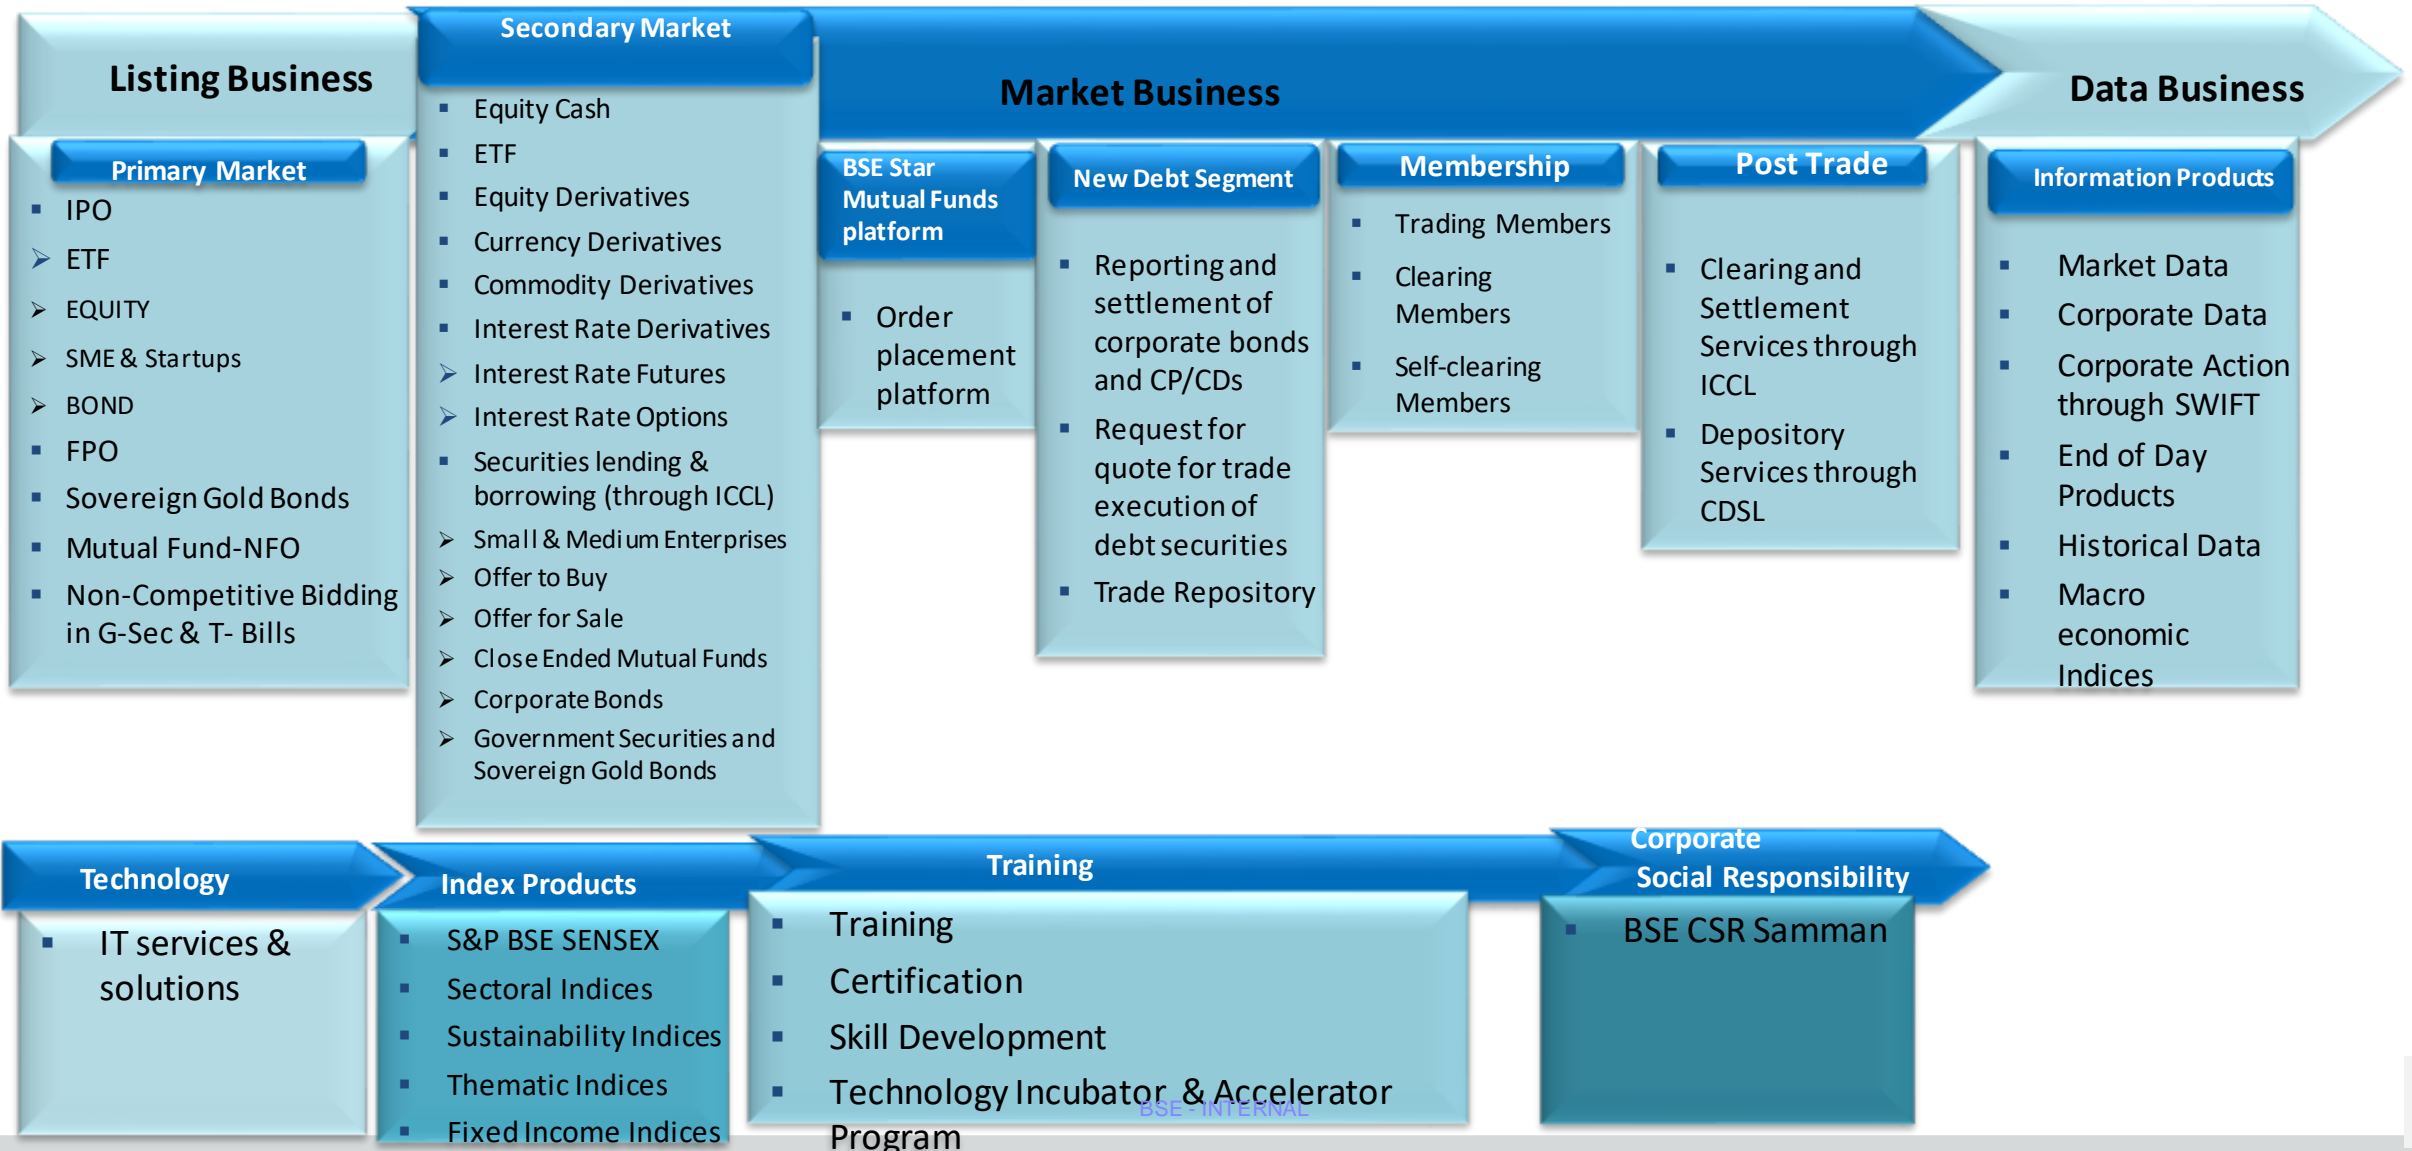 Listing Business
Primary Market
IPO
ETF
EQUITY
SME & Startups
BOND
FPO
Sovereign Gold Bonds
Mutual Fund-NFO
Non-Competitive Bidding
in G-Sec & T- Bills
Secondary Market
Equity Cash
ETF
Equity Derivatives
Currency Derivatives
Commodity Derivatives
Interest Rate Derivatives
Interest Rate Futures
Interest Rate Options
Securities lending &
borrowing (through ICCL)
Small & Medium Enterprises
Offer to Buy
Offer for Sale
Close Ended Mutual Funds
Corporate Bonds
Government Securities and
Sovereign Gold Bonds
Market Business
BSE Star
Mutual Funds
platform
Order
placement
platform
New Debt Segment
Reporting and
settlement of
corporate bonds
and CP/CDs
Request for
quote for trade
execution of
debt securities
Trade Repository
Membership
Trading Members
Clearing
Members
Self-clearing
Members
Post Trade
Clearing and
Settlement
Services through
ICCL
Depository
Services through
CDSL
Data Business
Information Products
Market Data
Corporate Data
Corporate Action
through SWIFT
End of Day
Products
Historical Data
Macro
economic
Indices
Technology
IT services &
solutions
Index Products
S&P BSE SENSEX
Sectoral Indices
Sustainability Indices
Thematic Indices
Fixed Income Indices
Training
Training
Certification
Skill Development
Technology Incubator & Accelerator
Program
BSE - INTERNAL
Corporate
Social Responsibility
BSE CSR Samman